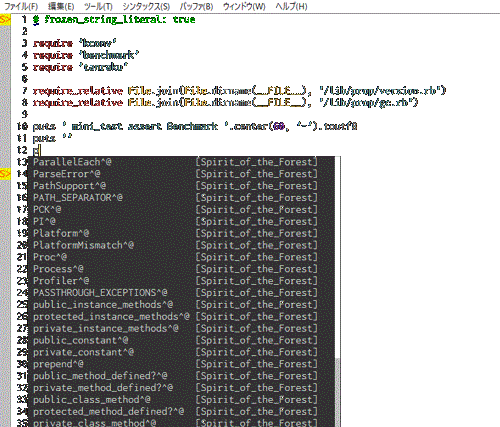 ファイル(F) 編集(E) ツール(T) シンタックス(S) バッファ(B) ウィンドウ(W) ヘルプ(H)
S> 1 # frozen_string_literal: true
2
3 require 'kconv'
4 require 'benchmark'
5 require 'tanraku'
6
7 require_relative File.join(File.dirname(__FILE__), "/lib/prup/version.rb")
8 require_relative File.join(File.dirname(__FILE__), "/lib/prup/gc.rb")
9
10 puts ' mini_test assert Benchmark '.center(60, '-').toutf8
11 puts ''
12 p
13 ParallelEach^@ [Spirit_of_the_Forest]
S> 14 ParseError^@ [Spirit_of_the_Forest]
15 PathSupport^@ [Spirit_of_the_Forest]
16 PATH_SEPARATOR^@ [Spirit_of_the_Forest]
17 PCK^@ [Spirit_of_the_Forest]
18 PI^@ [Spirit_of_the_Forest]
19 Platform^@ [Spirit_of_the_Forest]
20 PlatformMismatch^@ [Spirit_of_the_Forest]
21 Proc^@ [Spirit_of_the_Forest]
22 Process^@ [Spirit_of_the_Forest]
23 Profiler^@ [Spirit_of_the_Forest]
24 PASSTHROUGH_EXCEPTIONS^@ [Spirit_of_the_Forest]
25 public_instance_methods^@ [Spirit_of_the_Forest]
26 protected_instance_methods^@ [Spirit_of_the_Forest]
27 private_instance_methods^@ [Spirit_of_the_Forest]
28 public_constant^@ [Spirit_of_the_Forest]
29 private_constant^@ [Spirit_of_the_Forest]
30 prepend^@ [Spirit_of_the_Forest]
31 public_method_defined?^@ [Spirit_of_the_Forest]
32 private_method_defined?^@ [Spirit_of_the_Forest]
33 public_class_method^@ [Spirit_of_the_Forest]
34 protected_method_defined?^@ [Spirit_of_the_Forest]
35 private_class_method^@ [Spirit_of_the_Forest]